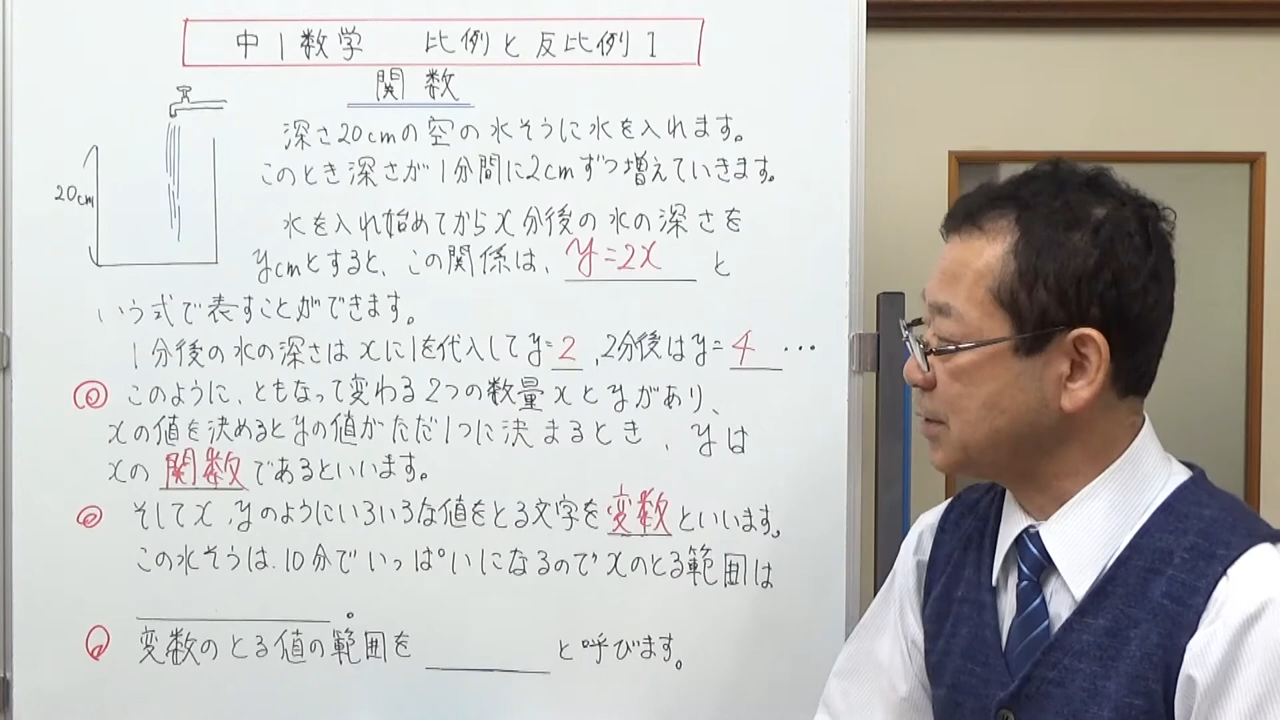 中1数学 比例と反比例1
関数
深さ20cmの空の水そうに水を入れます。
このとき深さが1分間に2cmずつ増えていきます。
20cm
水を入れ始めてからx分後の水の深さを
ycmとすると、この関係は、y=2xと
いう式で表すことができます。
1分後の水の深さはxに1を代入してy=2、2分後はy=4…
◎このように、ともなって変わる2つの数量xとyがあり、
xの値を決めるとyの値がただ1つに決まるとき、yは
xの関数であるといいます。
◎そしてx、yのようにいろいろな値をとる文字を変数といいます。
この水そうは、10分でいっぱいになるのでxのとる範囲は
______。
◎変数のとる値の範囲を______と呼びます。